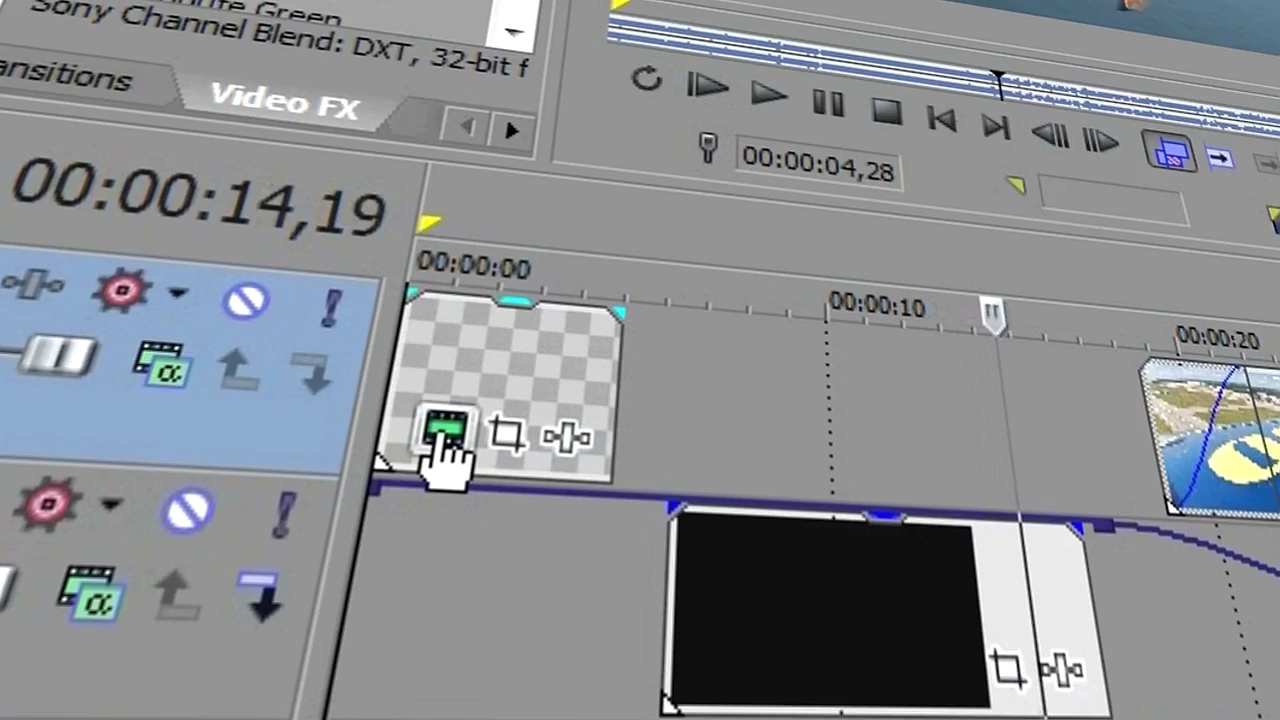 Green
Sony Channel Blend: DXT, 32-bit f
ansitions
Video FX
00:00:04,28
00:00:14,19
00:00:00
00:00:10
00:00:20